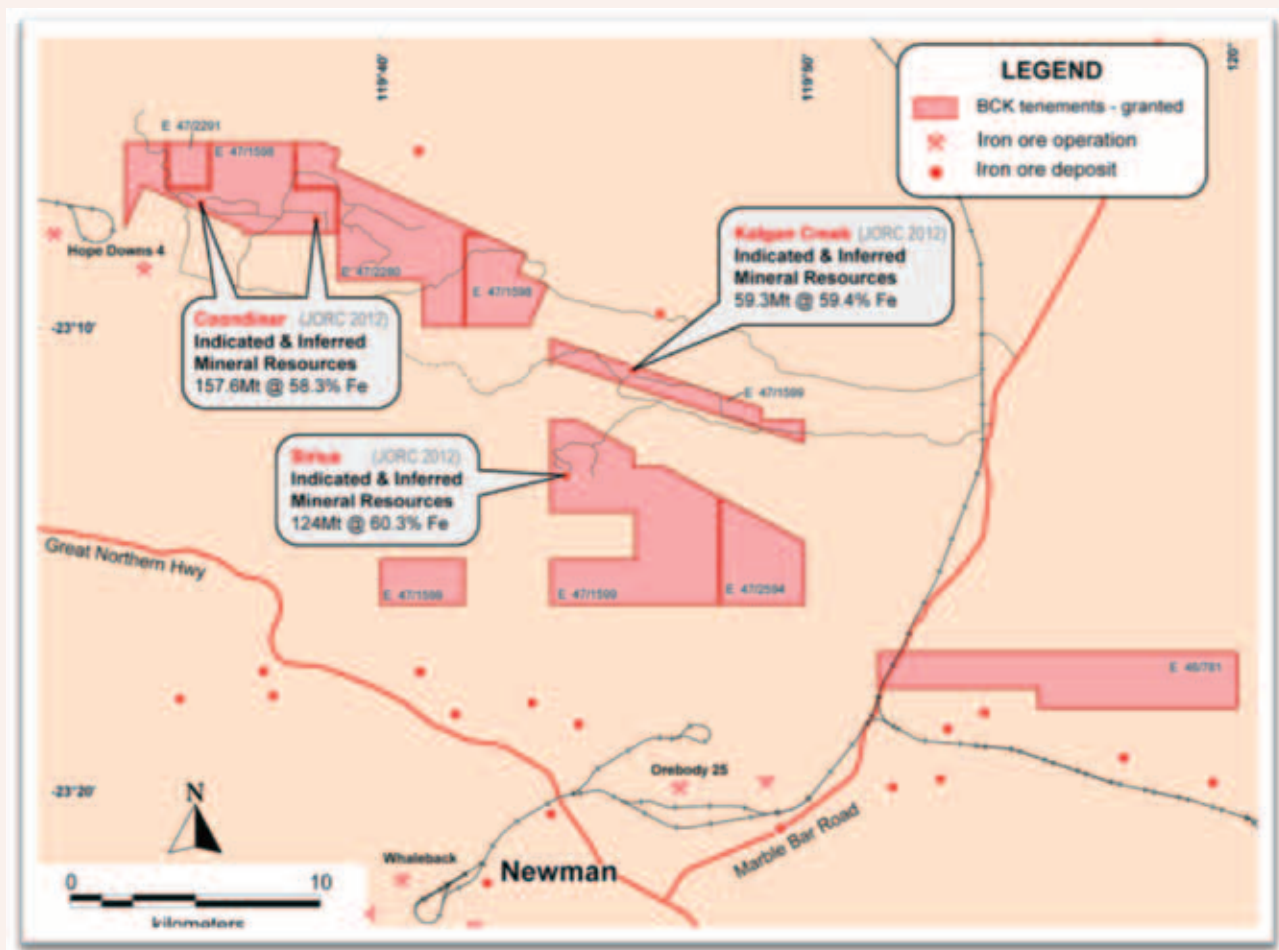 119°40'
119°50'
120°
LEGEND
BCK tenements - granted
Iron ore operation
Iron ore deposit
E 47/2291
E 47/1598
Hope Downs 4
E 47/2280
E 47/1598
Kalgan Creek (JORC 2012)
Indicated & Inferred
Mineral Resources
59.3Mt @ 59.4% Fe
-23°10'
Coondiner (JORC 2012)
Indicated & Inferred
Mineral Resources
157.6Mt @ 58.3% Fe
E 47/1599
Sirius (JORC 2012)
Indicated & Inferred
Mineral Resources
124Mt @ 60.3% Fe
Great Northern Hwy
E 47/1599
E 47/1599
E 47/2594
E 46/781
-23°20'
N
Orebody 25
Marble Bar Road
Whaleback
Newman
0 10
kilometers